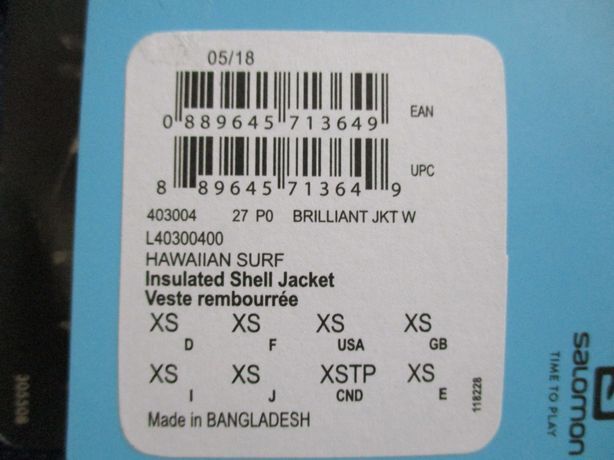 05/18
0 889645 713649
EAN
8 89645 71364 9
UPC
403004 27 P0 BRILLIANT JKT W
L40300400
HAWAIIAN SURF
Insulated Shell Jacket
Veste rembourrée
XS D XS F XS USA XS GB
XS I XS J XSTP CND XS E
Made in BANGLADESH
118228
salomon
TIME TO PLAY